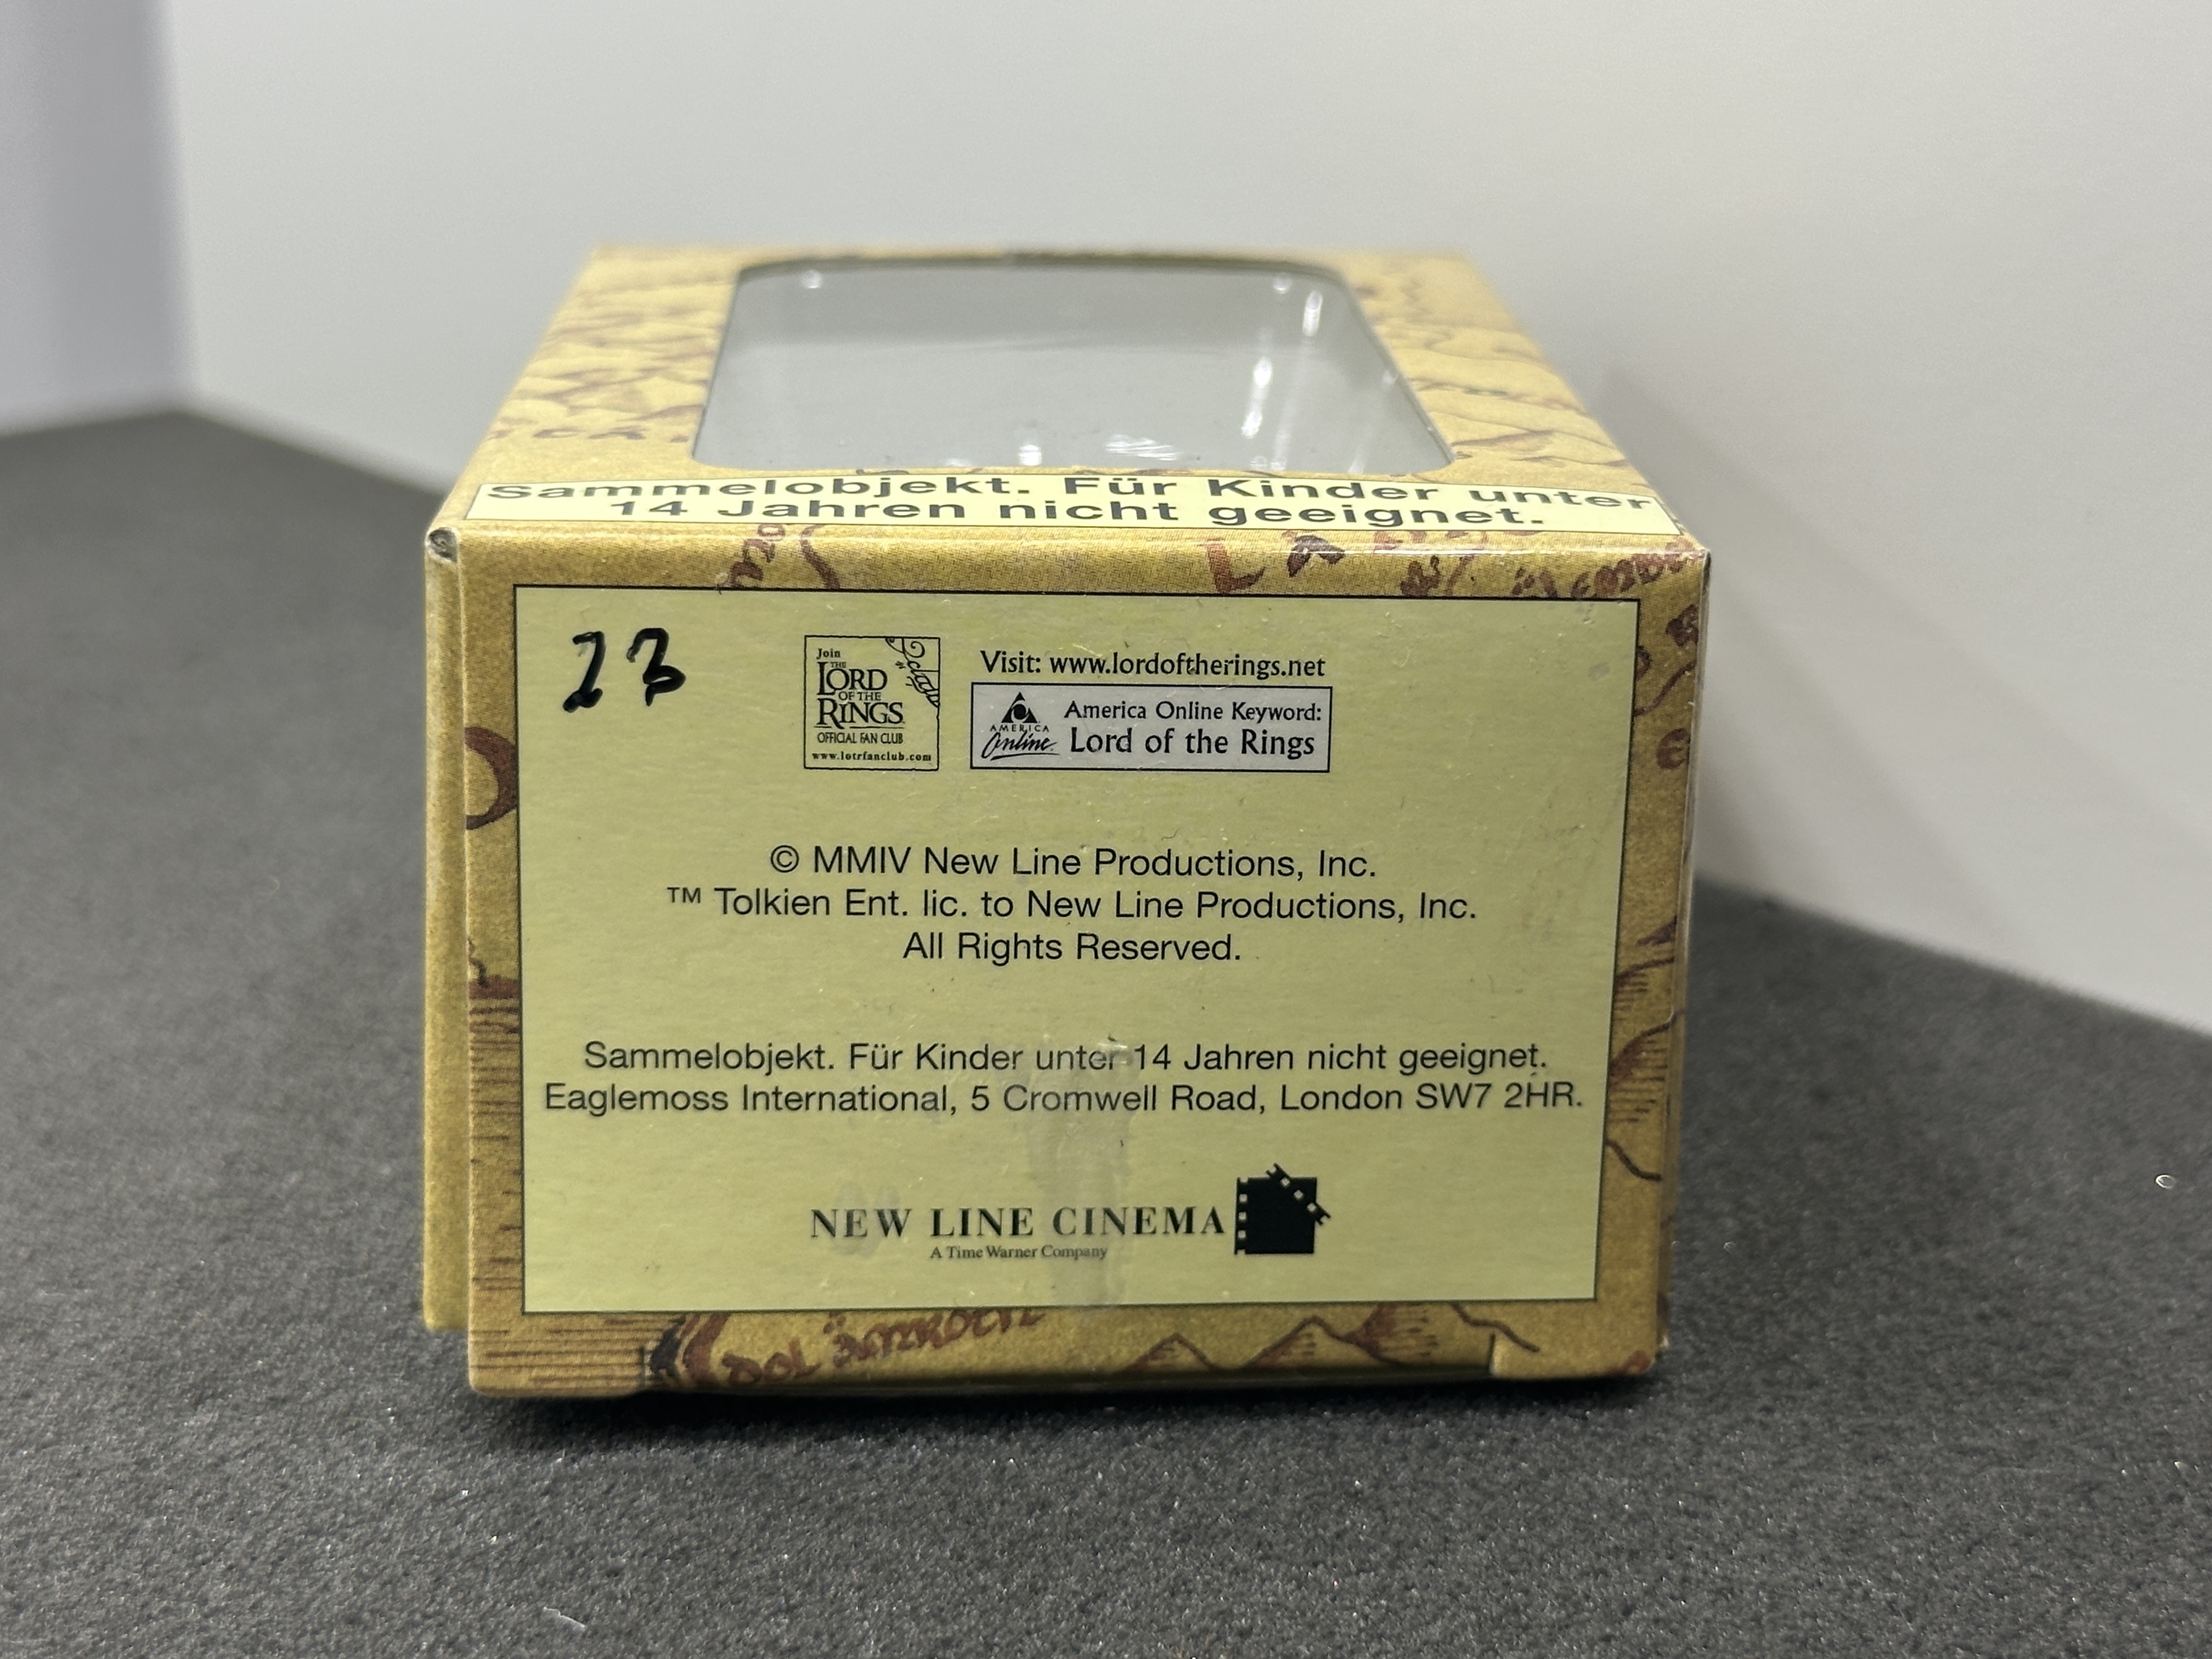 Sammelobjekt. Für Kinder unter
14 Jahren nicht geeignet.
23
Join
THE
LORD
OF THE
RINGS
OFFICIAL FAN CLUB
www.lotrfanclub.com
Visit: www.lordoftherings.net
AMERICA
Online
America Online Keyword:
Lord of the Rings
© MMIV New Line Productions, Inc.
™ Tolkien Ent. lic. to New Line Productions, Inc.
All Rights Reserved.
Sammelobjekt. Für Kinder unter 14 Jahren nicht geeignet.
Eaglemoss International, 5 Cromwell Road, London SW7 2HR.
NEW LINE CINEMA
A Time Warner Company